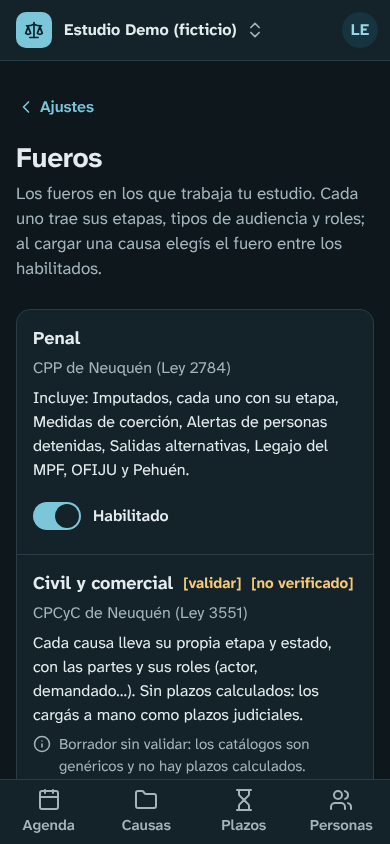 Estudio Demo (ficticio)
LE
Ajustes
Fueros
Los fueros en los que trabaja tu estudio. Cada
uno trae sus etapas, tipos de audiencia y roles;
al cargar una causa elegís el fuero entre los
habilitados.
Penal
CPP de Neuquén (Ley 2784)
Incluye: Imputados, cada uno con su etapa,
Medidas de coerción, Alertas de personas
detenidas, Salidas alternativas, Legajo del
MPF, OFIJU y Pehuén.
Habilitado
Civil y comercial [validar] [no verificado]
CPCyC de Neuquén (Ley 3551)
Cada causa lleva su propia etapa y estado,
con las partes y sus roles (actor,
demandado…). Sin plazos calculados: los
cargás a mano como plazos judiciales.
Borrador sin validar: los catálogos son
genéricos y no hay plazos calculados.
Agenda Causas Plazos Personas